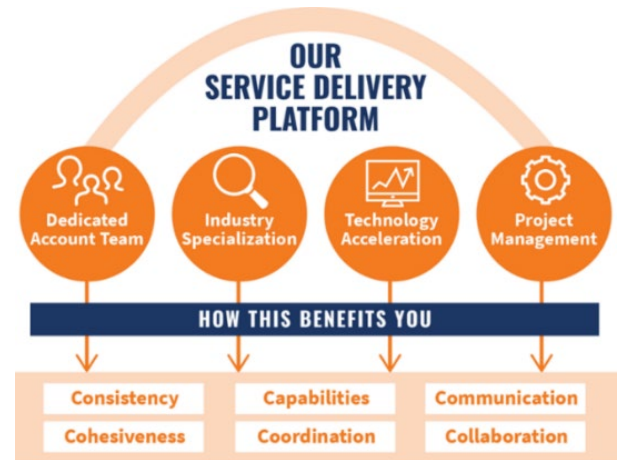 OUR
SERVICE DELIVERY
PLATFORM
Dedicated
Account Team
Industry
Specialization
Technology
Acceleration
Project
Management
HOW THIS BENEFITS YOU
Consistency
Capabilities
Communication
Cohesiveness
Coordination
Collaboration